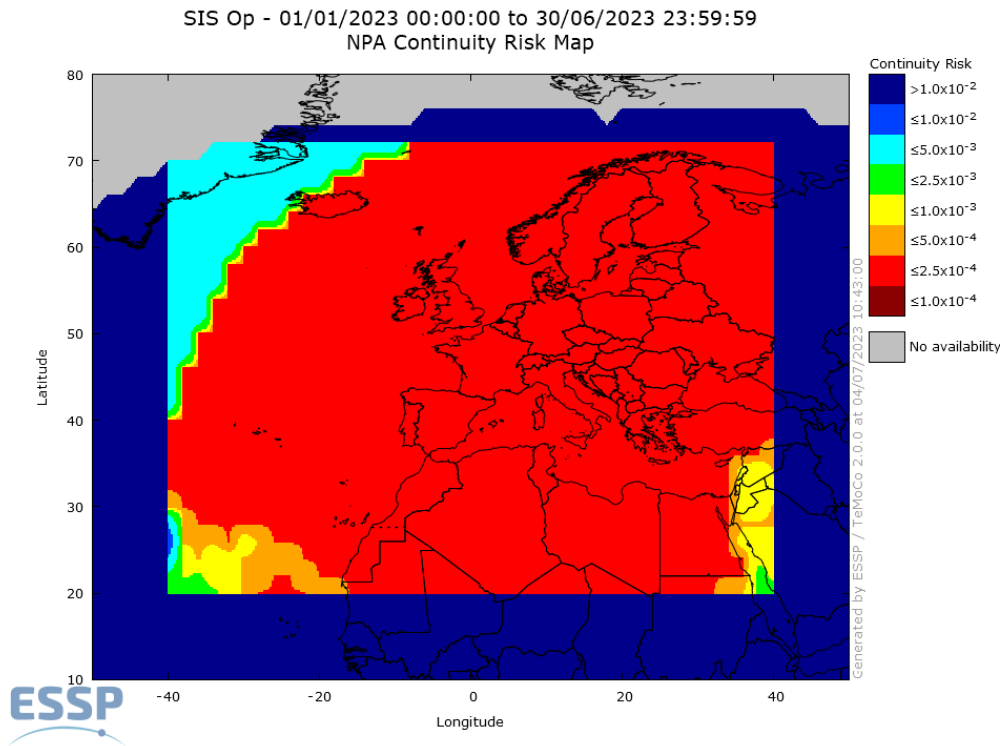 SIS Op - 01/01/2023 00:00:00 to 30/06/2023 23:59:59
NPA Continuity Risk Map
Continuity Risk
>1.0x10⁻²
≤1.0x10⁻²
≤5.0x10⁻³
≤2.5x10⁻³
≤1.0x10⁻³
≤5.0x10⁻⁴
≤2.5x10⁻⁴
≤1.0x10⁻⁴
No availability
80
70
60
50
40
30
20
10
Latitude
-40
-20
0
20
40
Longitude
Generated by ESSP / TeMoCo 2.0.0 at 04/07/2023 10:43:00
ESSP